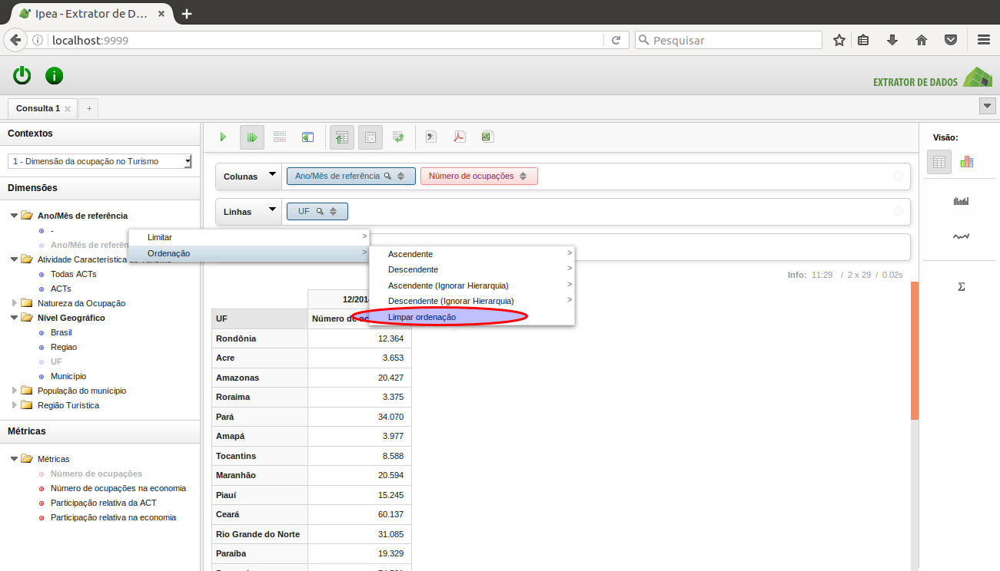 Ipea - Extrator de D...
localhost:9999
Pesquisar
EXTRATOR DE DADOS
Consulta 1
+
Contextos
1 - Dimensão da ocupação no Turismo
Dimensões
Ano/Mês de referência
-
Ano/Mês de referên
Atividade Característica
Todas ACTs
ACTs
Natureza da Ocupação
Nível Geográfico
Brasil
Regiao
UF
Município
População do munícipio
Região Turística
Métricas
Métricas
Número de ocupações
Número de ocupações na economia
Participação relativa da ACT
Participação relativa na economia
Colunas
Ano/Mês de referência
Número de ocupações
Linhas
UF
Limitar >
Ordenação >
Ascendente >
Descendente >
Ascendente (Ignorar Hierarquia) >
Descendente (Ignorar Hierarquia) >
Limpar ordenação
Info: 11:29 / 2 x 29 / 0.02s
12/201
UF Número de oc
Rondônia 12.364
Acre 3.653
Amazonas 20.427
Roraima 3.375
Pará 34.070
Amapá 3.977
Tocantins 8.588
Maranhão 20.594
Piauí 15.245
Ceará 60.137
Rio Grande do Norte 31.085
Paraíba 19.329
Visão:
Σ